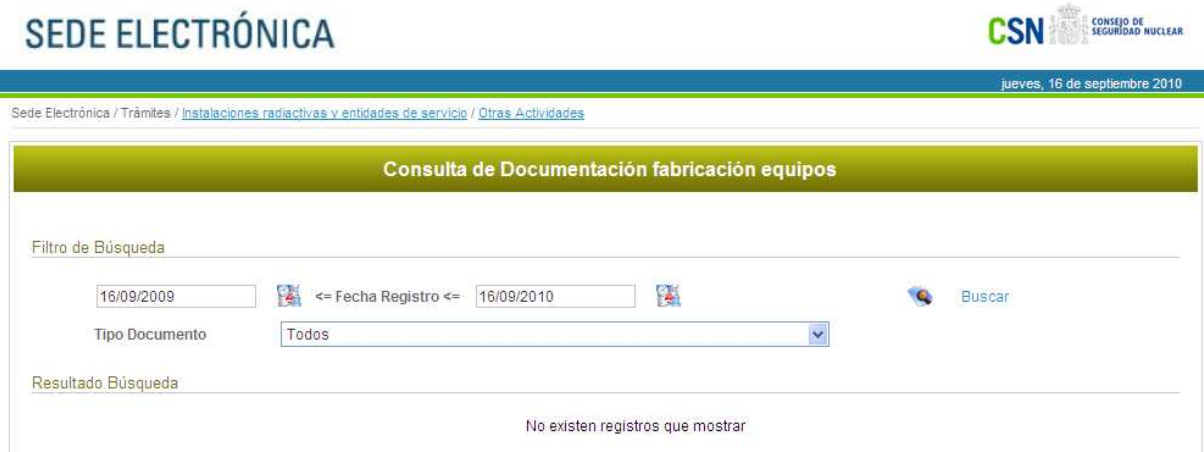 SEDE ELECTRÓNICA
CSN CONSEJO DE
SEGURIDAD NUCLEAR
jueves, 16 de septiembre 2010
Sede Electrónica / Trámites / Instalaciones radiactivas y entidades de servicio / Otras Actividades
Consulta de Documentación fabricación equipos
Filtro de Búsqueda
16/09/2009 <= Fecha Registro <= 16/09/2010 Buscar
Tipo Documento Todos
Resultado Búsqueda
No existen registros que mostrar